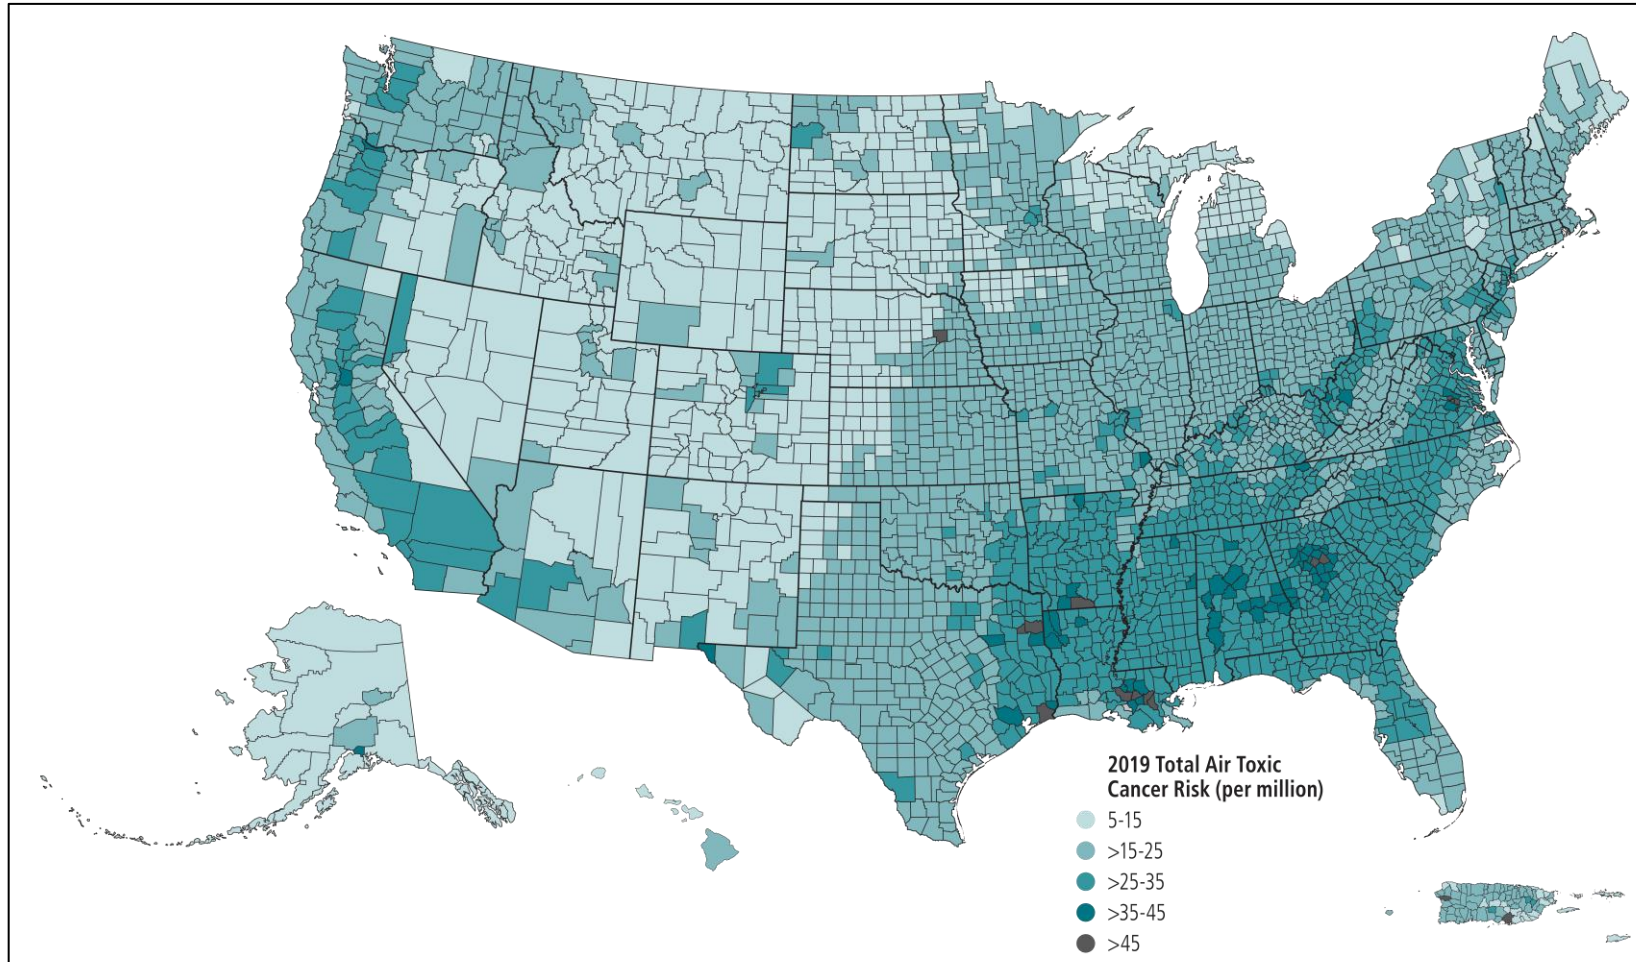 2019 Total Air Toxic
Cancer Risk (per million)
5-15
>15-25
>25-35
>35-45
>45